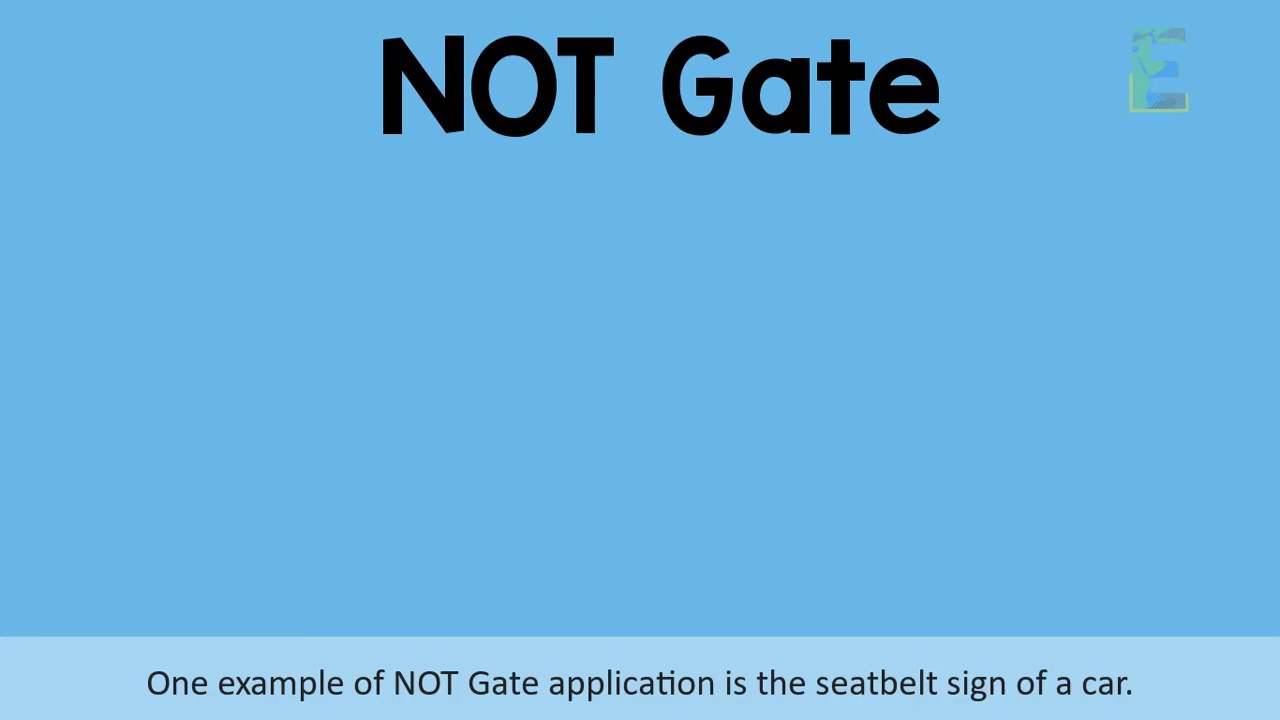 NOT Gate
E
One example of NOT Gate application is the seatbelt sign of a car.